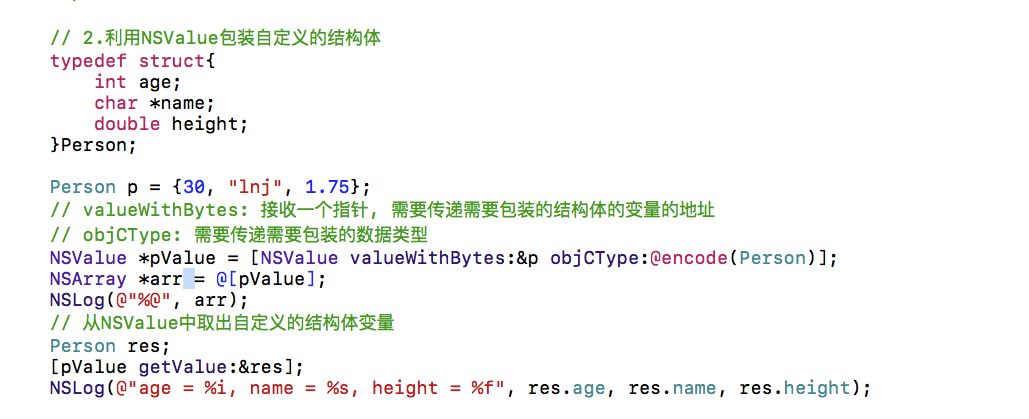 // 2.利用NSValue包装自定义的结构体
typedef struct{
    int age;
    char *name;
    double height;
}Person;

Person p = {30, "lnj", 1.75};
// valueWithBytes: 接收一个指针, 需要传递需要包装的结构体的变量的地址
// objCType: 需要传递需要包装的数据类型
NSValue *pValue = [NSValue valueWithBytes:&p objCType:@encode(Person)];
NSArray *arr = @[pValue];
NSLog(@"%@", arr);
// 从NSValue中取出自定义的结构体变量
Person res;
[pValue getValue:&res];
NSLog(@"age = %i, name = %s, height = %f", res.age, res.name, res.height);